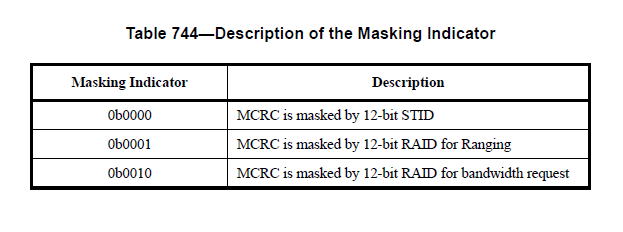 Table 744—Description of the Masking Indicator
Masking Indicator Description
0b0000 MCRC is masked by 12-bit STID
0b0001 MCRC is masked by 12-bit RAID for Ranging
0b0010 MCRC is masked by 12-bit RAID for bandwidth request